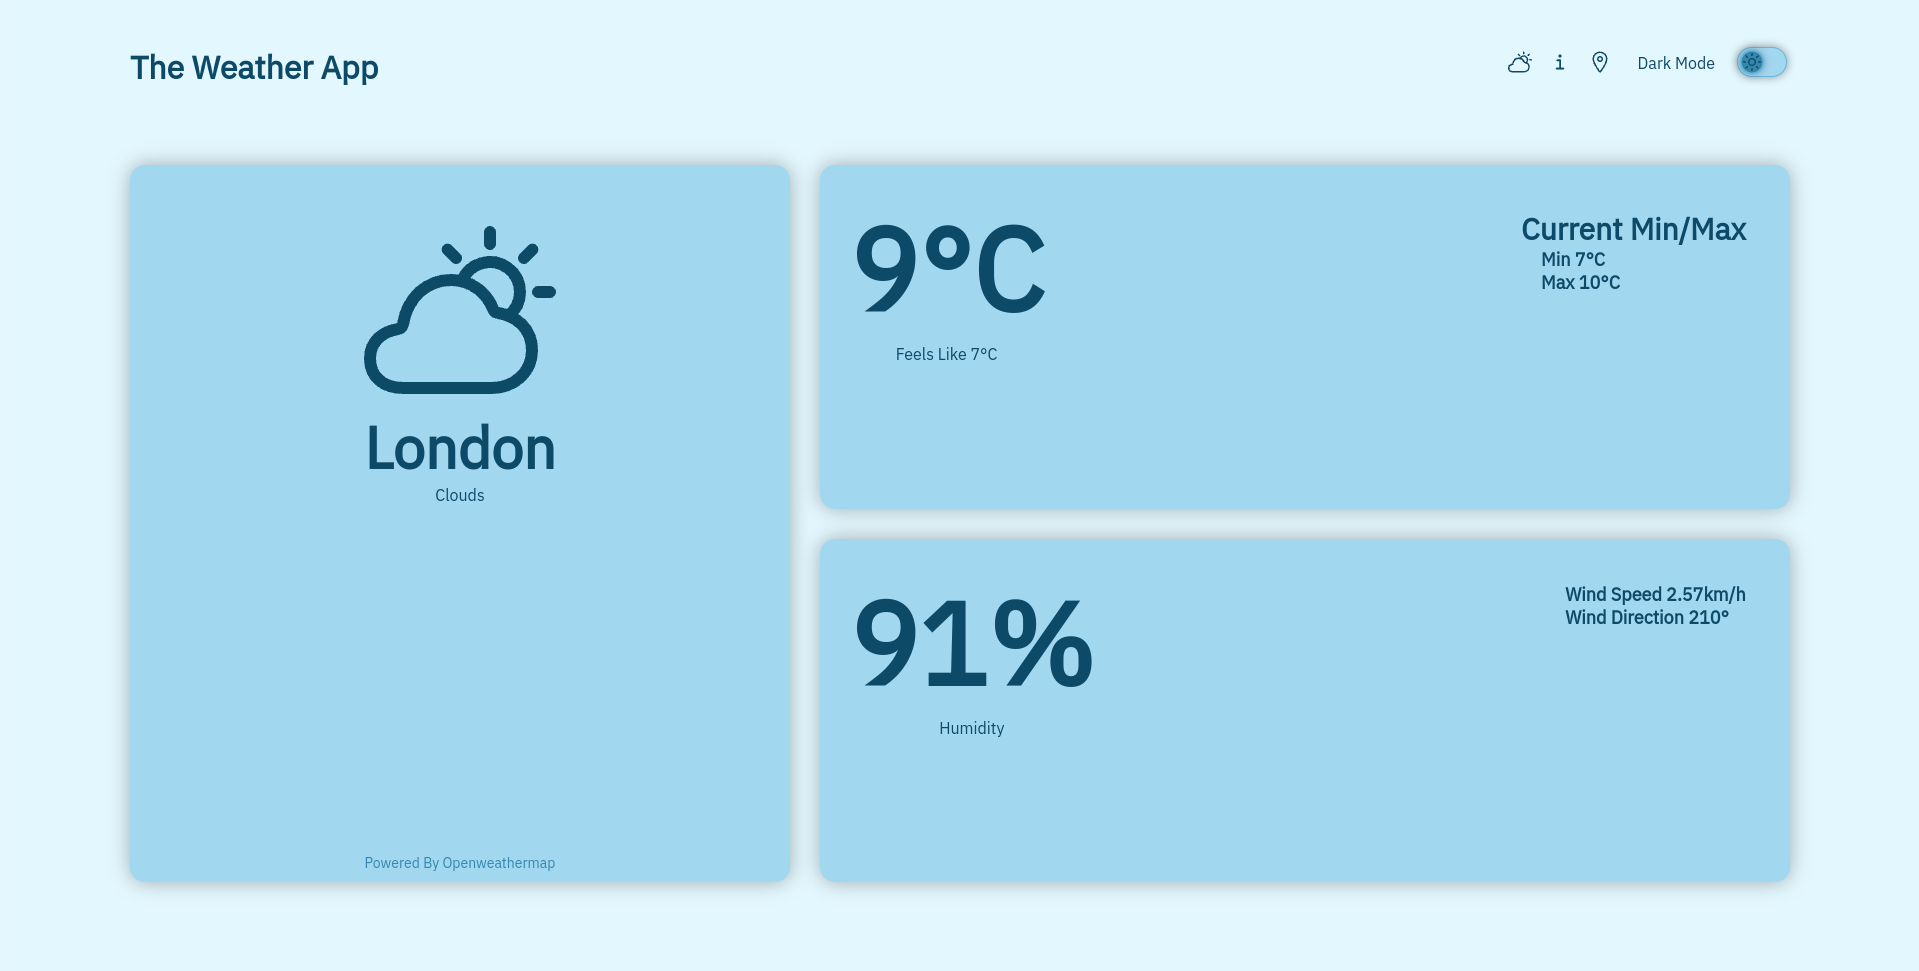 The Weather App
Dark Mode
London
Clouds
Powered By Openweathermap
9°C
Feels Like 7°C
Current Min/Max
Min 7°C
Max 10°C
91%
Humidity
Wind Speed 2.57km/h
Wind Direction 210°